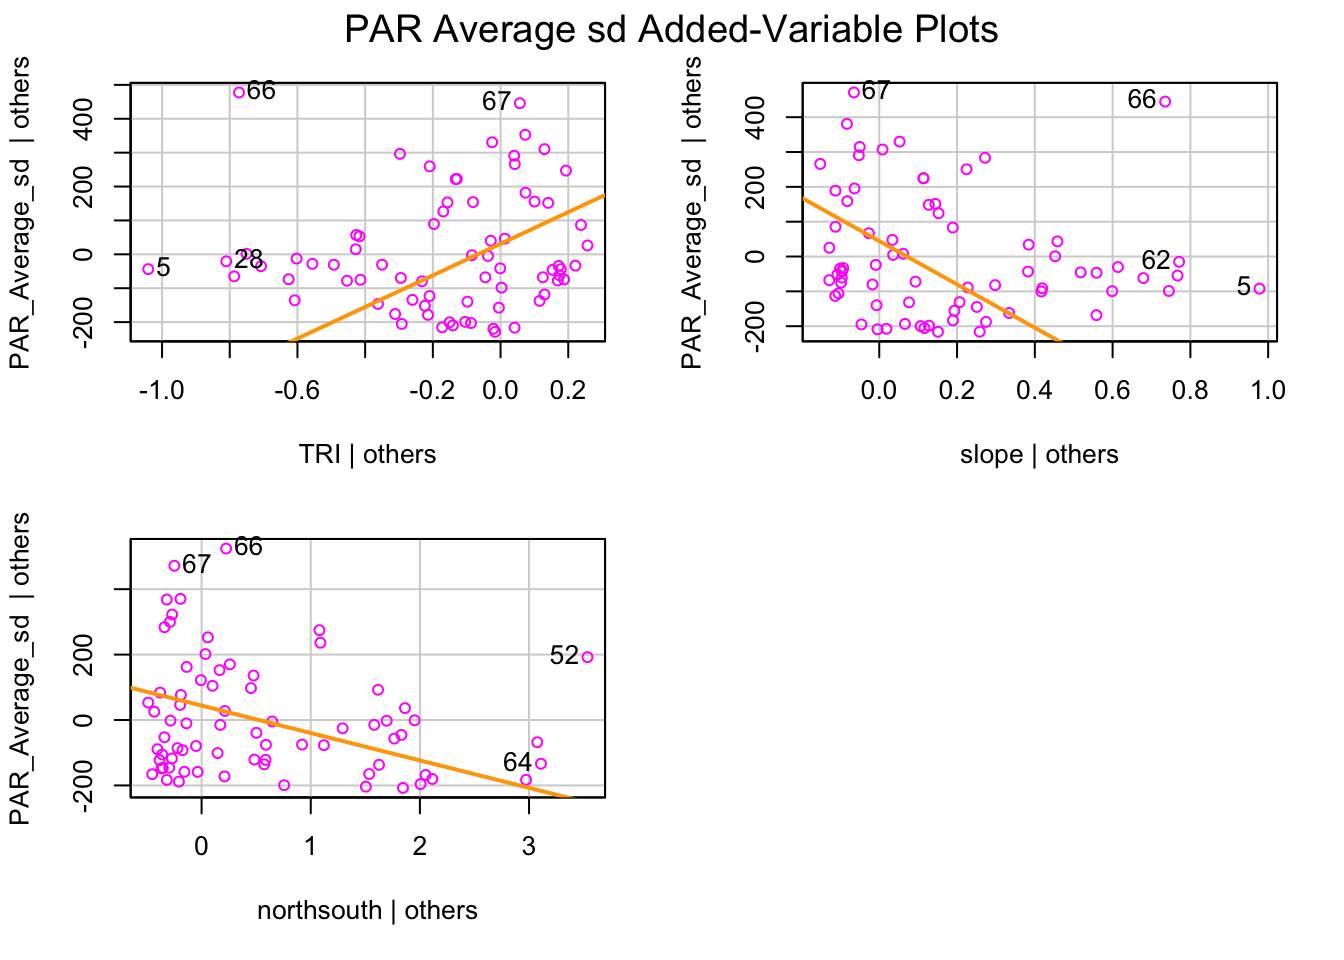 PAR Average sd Added-Variable Plots
PAR_Average_sd | others
-200 0 200 400
66
67
28
5
-1.0 -0.6 -0.2 0.0 0.2
TRI | others
PAR_Average_sd | others
-200 0 200 400
67
66
62
5
0.0 0.2 0.4 0.6 0.8 1.0
slope | others
PAR_Average_sd | others
-200 0 200
66
67
52
64
0 1 2 3
northsouth | others